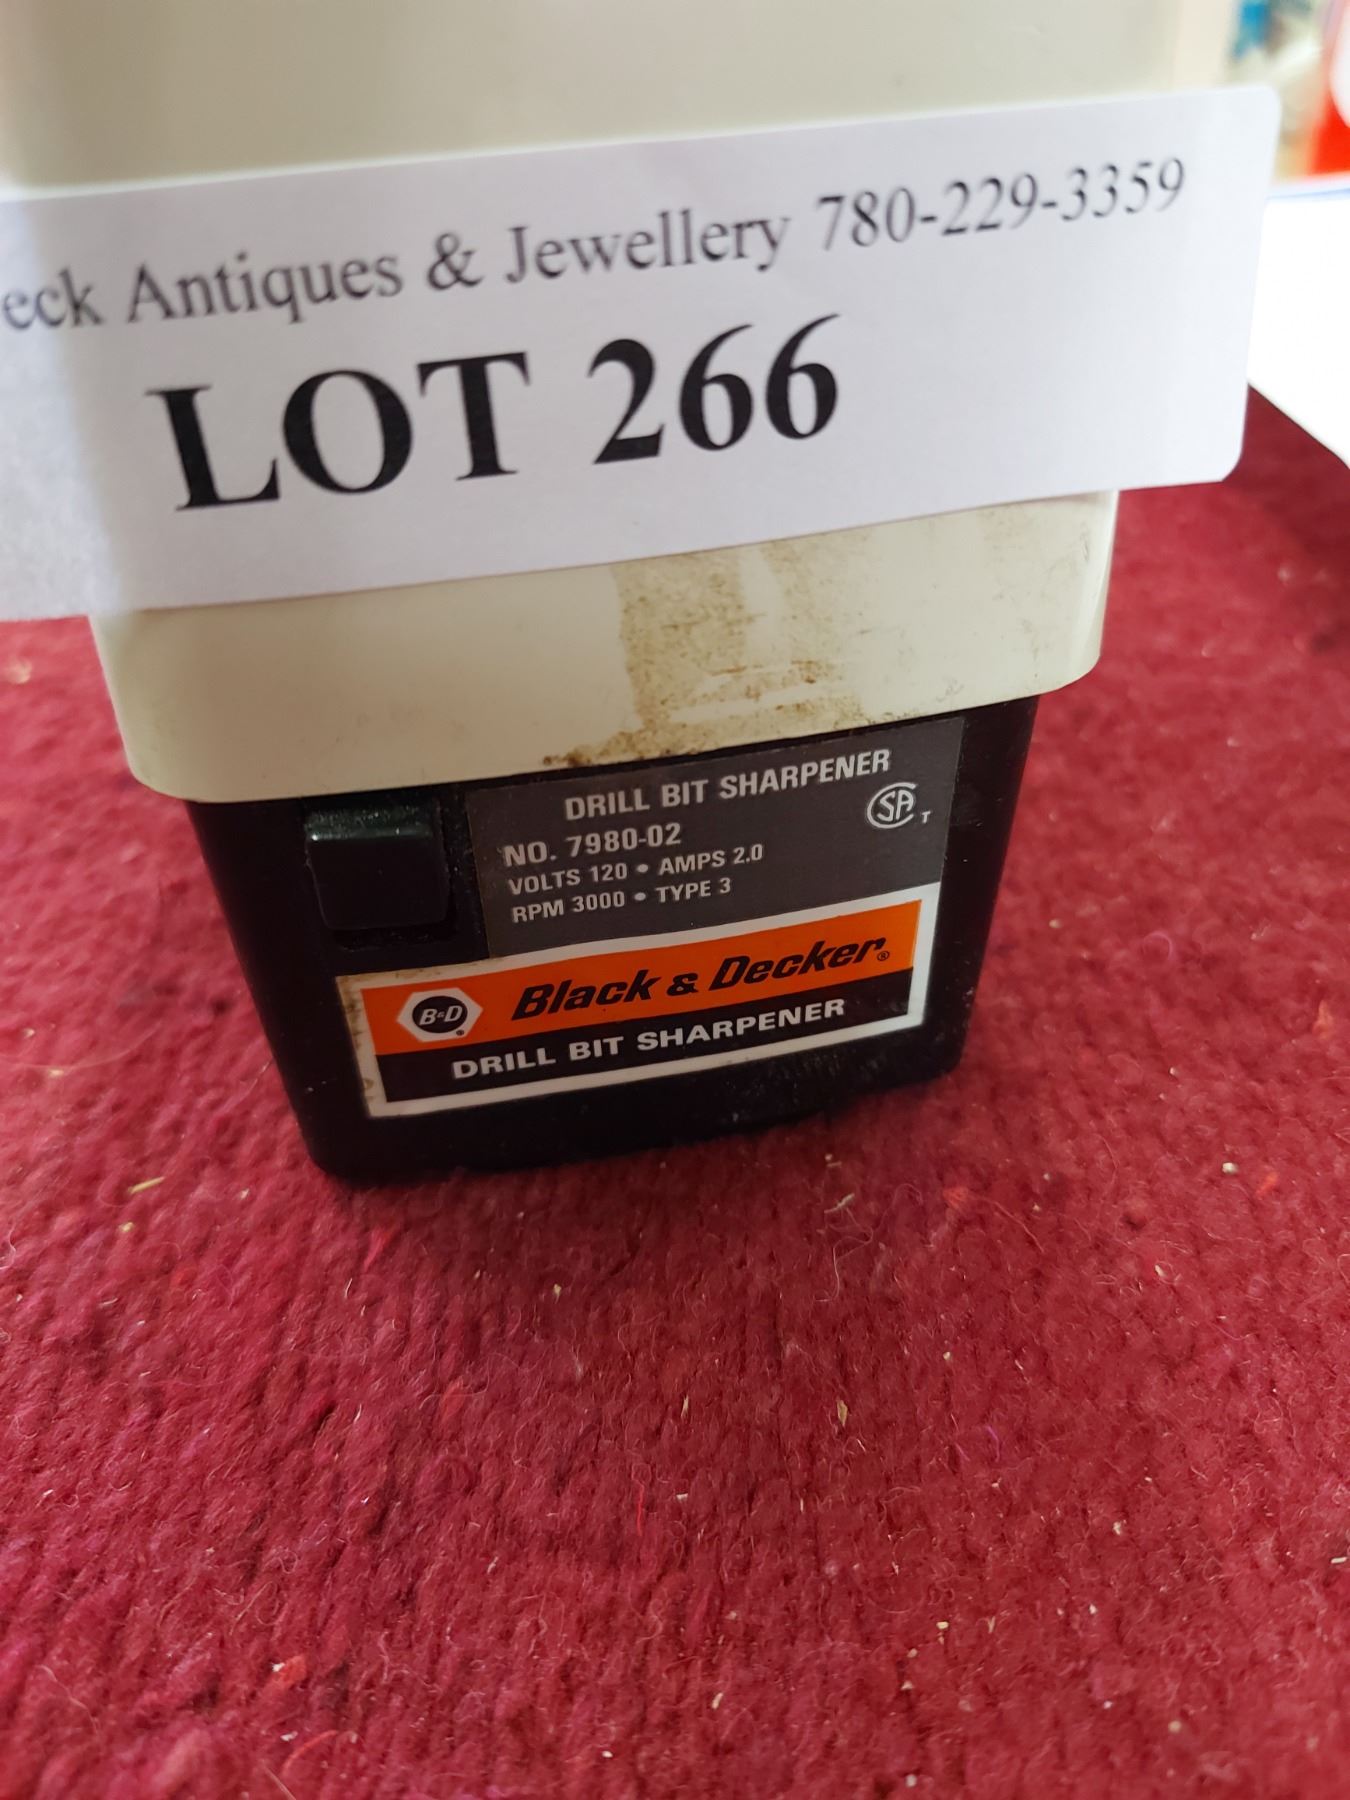 eck Antiques & Jewellery 780-229-3359
LOT 266
DRILL BIT SHARPENER
NO. 7980-02
VOLTS 120 • AMPS 2.0
RPM 3000 • TYPE 3
SA T
B&D ® Black & Decker®
DRILL BIT SHARPENER